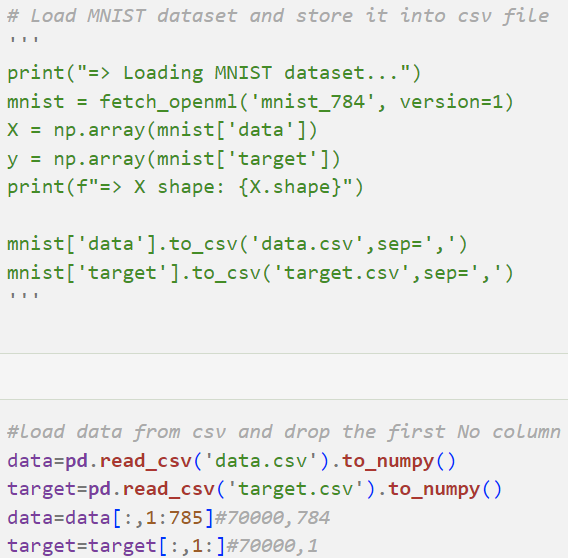 # Load MNIST dataset and store it into csv file
'''
print("=> Loading MNIST dataset...")
mnist = fetch_openml('mnist_784', version=1)
X = np.array(mnist['data'])
y = np.array(mnist['target'])
print(f"=> X shape: {X.shape}")
mnist['data'].to_csv('data.csv',sep=',')
mnist['target'].to_csv('target.csv',sep=',')
'''
#load data from csv and drop the first No column
data=pd.read_csv('data.csv').to_numpy()
target=pd.read_csv('target.csv').to_numpy()
data=data[:,1:785]#70000,784
target=target[:,1:]#70000,1